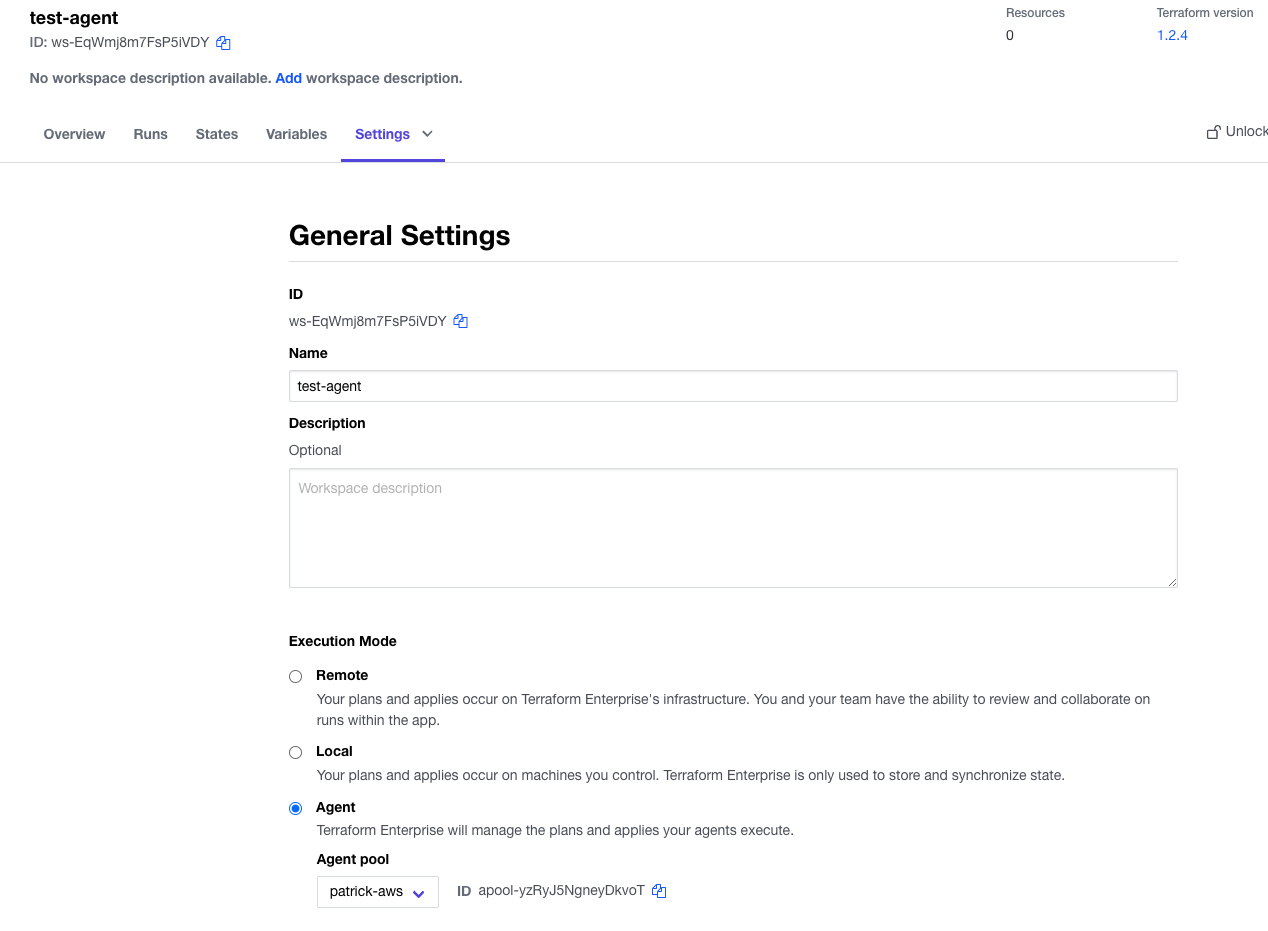 test-agent
Resources
Terraform version
ID: ws-EqWmj8m7FsP5iVDY
0
1.2.4
No workspace description available. Add workspace description.
Overview Runs States Variables Settings
Unlock
General Settings
ID
ws-EqWmj8m7FsP5iVDY
Name
test-agent
Description
Optional
Workspace description
Execution Mode
Remote
Your plans and applies occur on Terraform Enterprise's infrastructure. You and your team have the ability to review and collaborate on
runs within the app.
Local
Your plans and applies occur on machines you control. Terraform Enterprise is only used to store and synchronize state.
Agent
Terraform Enterprise will manage the plans and applies your agents execute.
Agent pool
patrick-aws
ID apool-yzRyJ5NgneyDkvoT